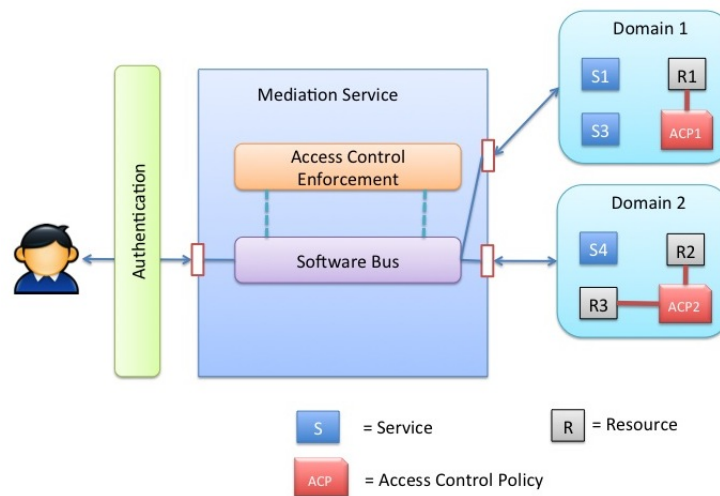 Domain 1
S1
R1
S3
ACP1
Mediation Service
Access Control
Enforcement
Authentication
Software Bus
Domain 2
S4
R2
R3
ACP2
S = Service
R = Resource
ACP = Access Control Policy